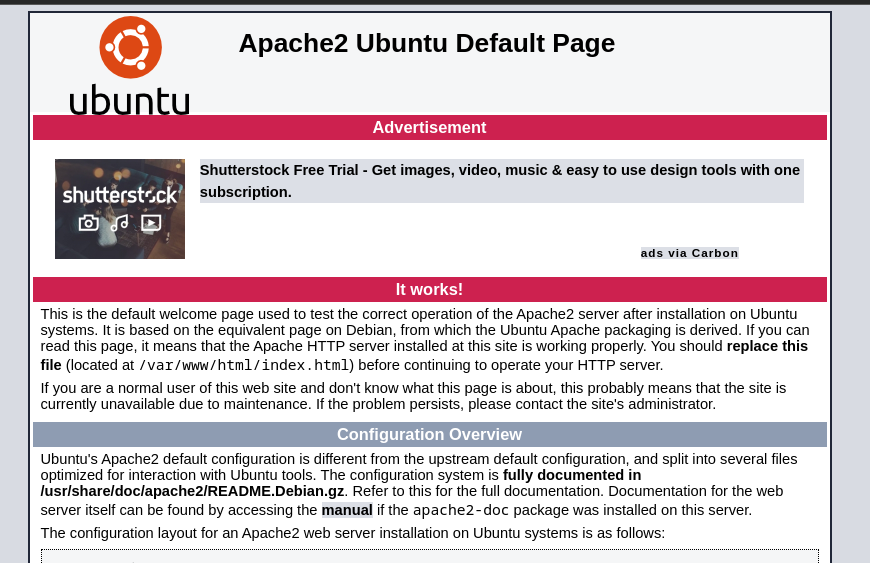 Apache2 Ubuntu Default Page
ubuntu
Advertisement
shutterstock
Shutterstock Free Trial - Get images, video, music & easy to use design tools with one
subscription.
ads via Carbon
It works!
This is the default welcome page used to test the correct operation of the Apache2 server after installation on Ubuntu
systems. It is based on the equivalent page on Debian, from which the Ubuntu Apache packaging is derived. If you can
read this page, it means that the Apache HTTP server installed at this site is working properly. You should replace this
file (located at /var/www/html/index.html) before continuing to operate your HTTP server.
If you are a normal user of this web site and don't know what this page is about, this probably means that the site is
currently unavailable due to maintenance. If the problem persists, please contact the site's administrator.
Configuration Overview
Ubuntu's Apache2 default configuration is different from the upstream default configuration, and split into several files
optimized for interaction with Ubuntu tools. The configuration system is fully documented in
/usr/share/doc/apache2/README.Debian.gz. Refer to this for the full documentation. Documentation for the web
server itself can be found by accessing the manual if the apache2-doc package was installed on this server.
The configuration layout for an Apache2 web server installation on Ubuntu systems is as follows: